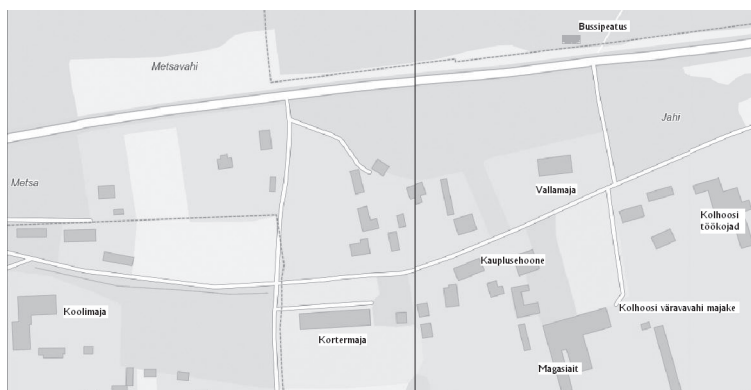 Bussipeatus
Metsavahi
Jahi
Metsa
Vallamaja
Kolhoosi
töökojad
Kauplusehoone
Koolimaja
Kolhoosi väravavahi majake
Kortermaja
Magasiait